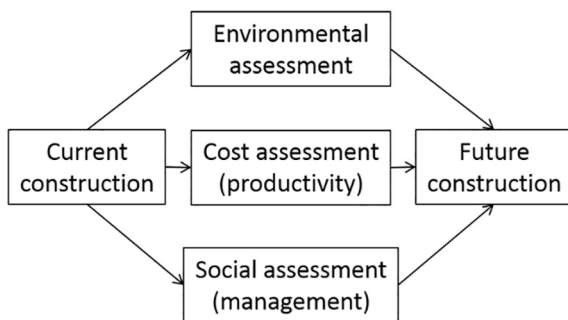 Environmental
assessment
Current
construction
Cost assessment
(productivity)
Future
construction
Social assessment
(management)